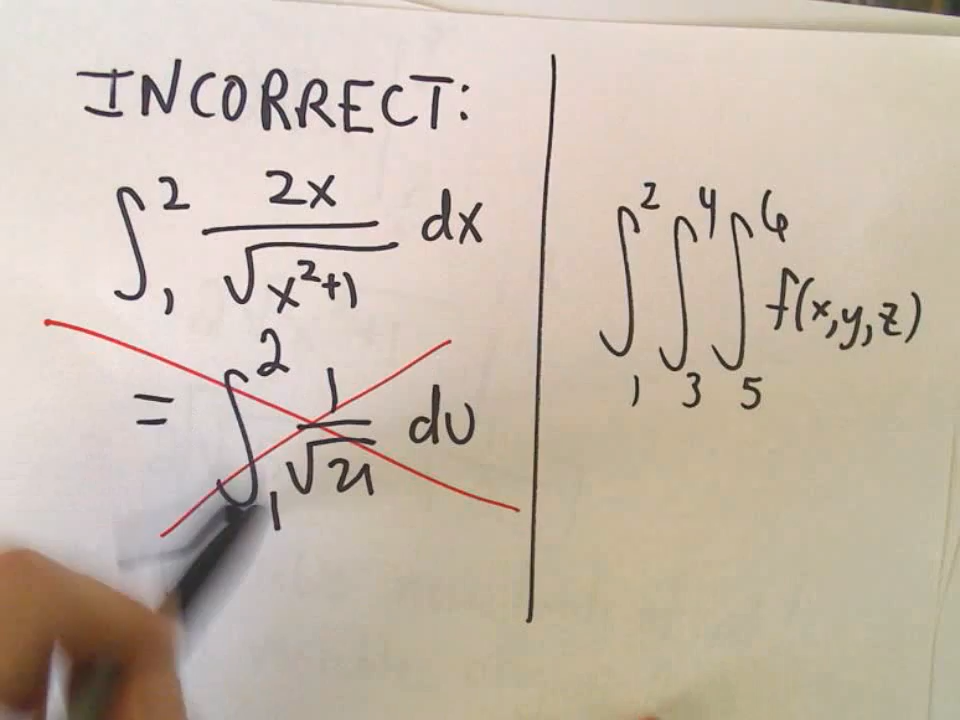 INCORRECT:
∫₁² 2x/√(x²+1) dx
= ∫₁² 1/√u du
∫₁² ∫₃⁴ ∫₅⁶ f(x,y,z)